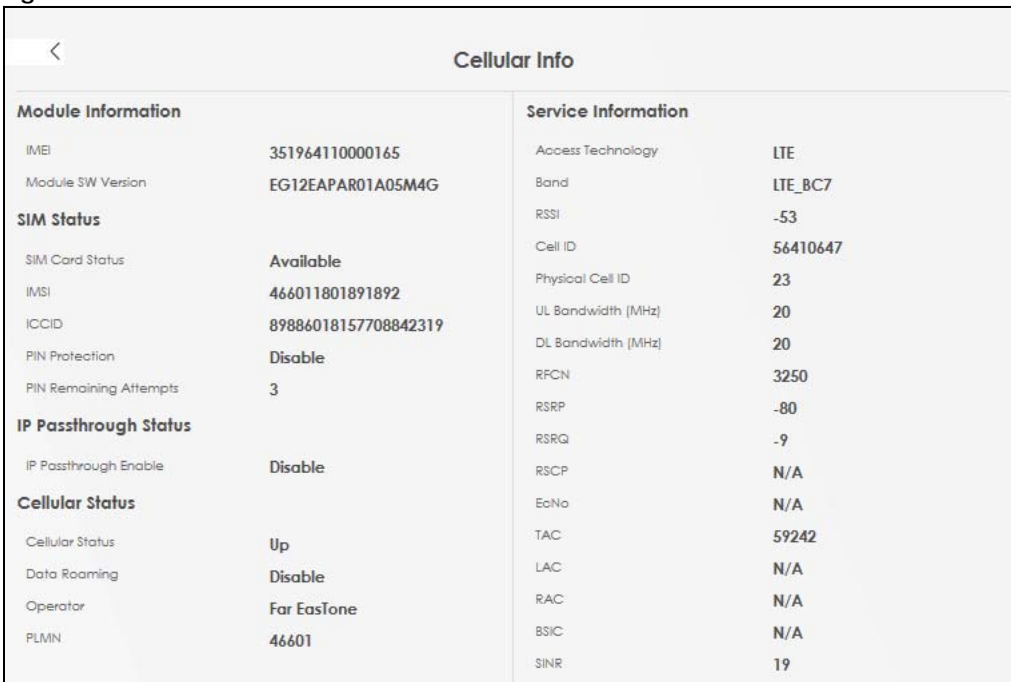 Cellular Info
Module Information
IMEI 351964110000165
Module SW Version EG12EAPAR01A05M4G
SIM Status
SIM Card Status Available
IMSI 466011801891892
ICCID 89886018157708842319
PIN Protection Disable
PIN Remaining Attempts 3
IP Passthrough Status
IP Passthrough Enable Disable
Cellular Status
Cellular Status Up
Data Roaming Disable
Operator Far EasTone
PLMN 46601
Service Information
Access Technology LTE
Band LTE_BC7
RSSI -53
Cell ID 56410647
Physical Cell ID 23
UL Bandwidth (MHz) 20
DL Bandwidth (MHz) 20
RFCN 3250
RSRP -80
RSRQ -9
RSCP N/A
EcNo N/A
TAC 59242
LAC N/A
RAC N/A
BSIC N/A
SINR 19